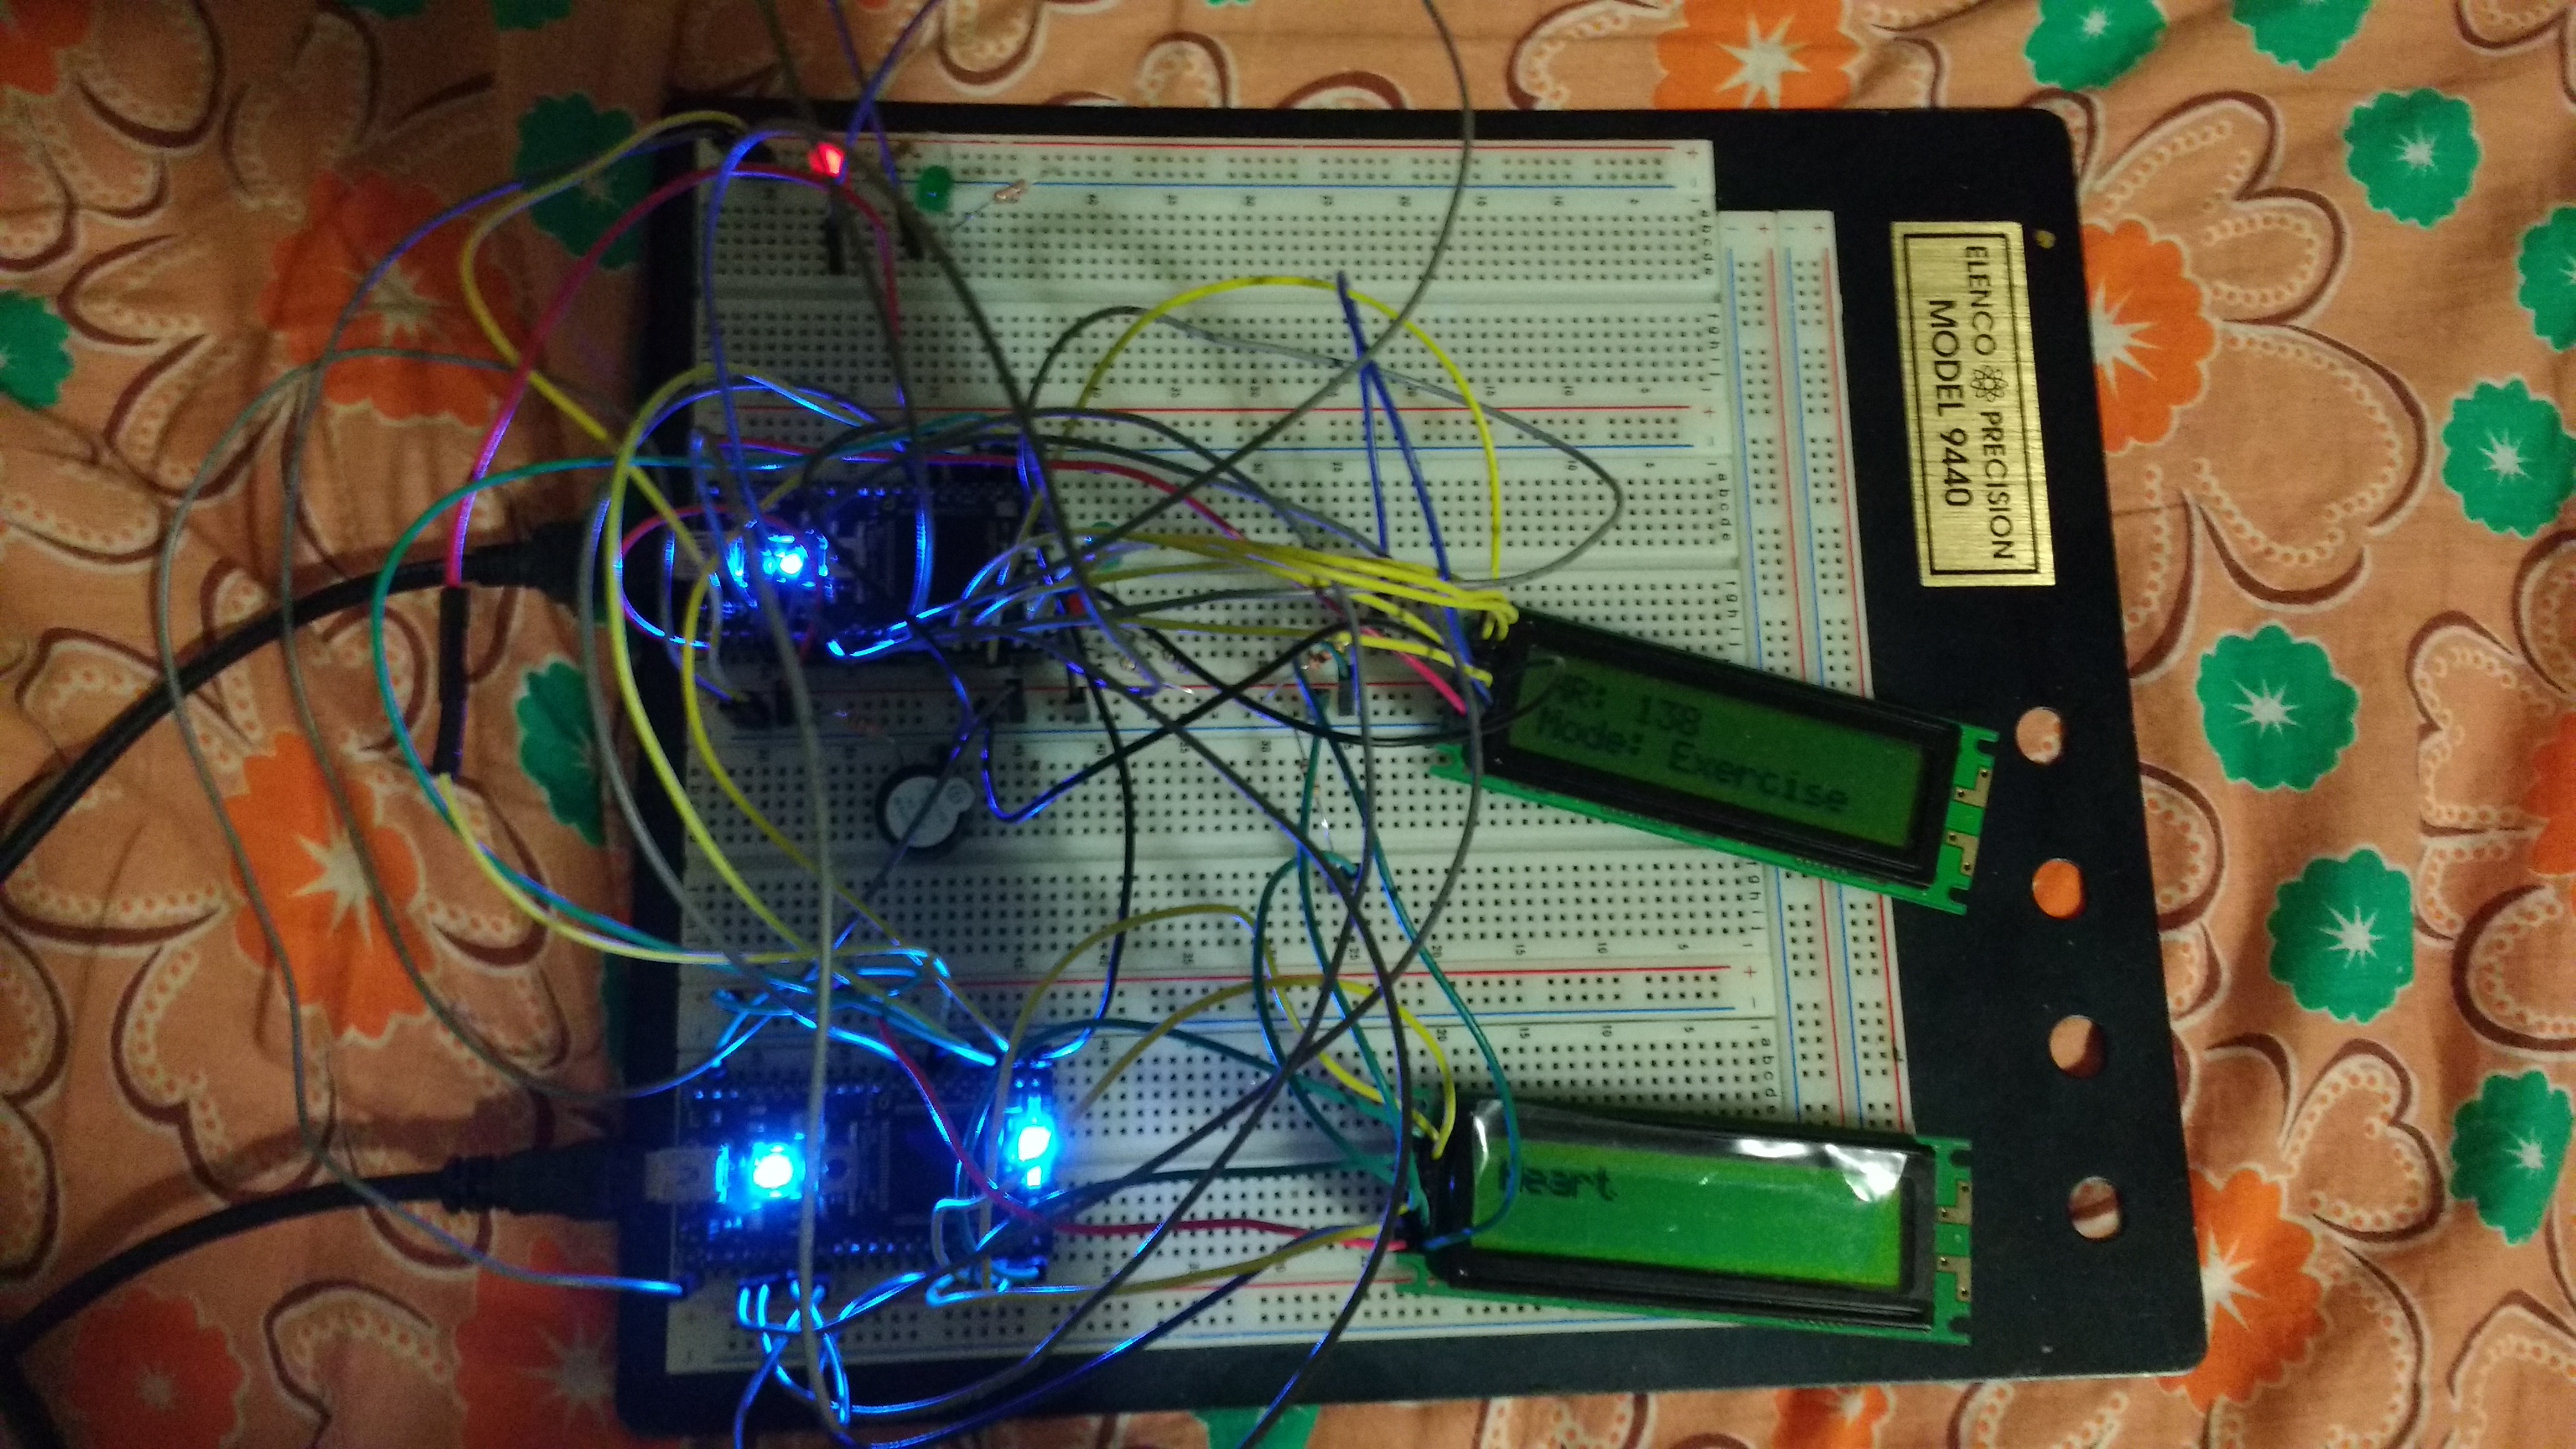 ELENCO PRECISION
MODEL 9440
HR: 138
Mode: Exercise
Heart